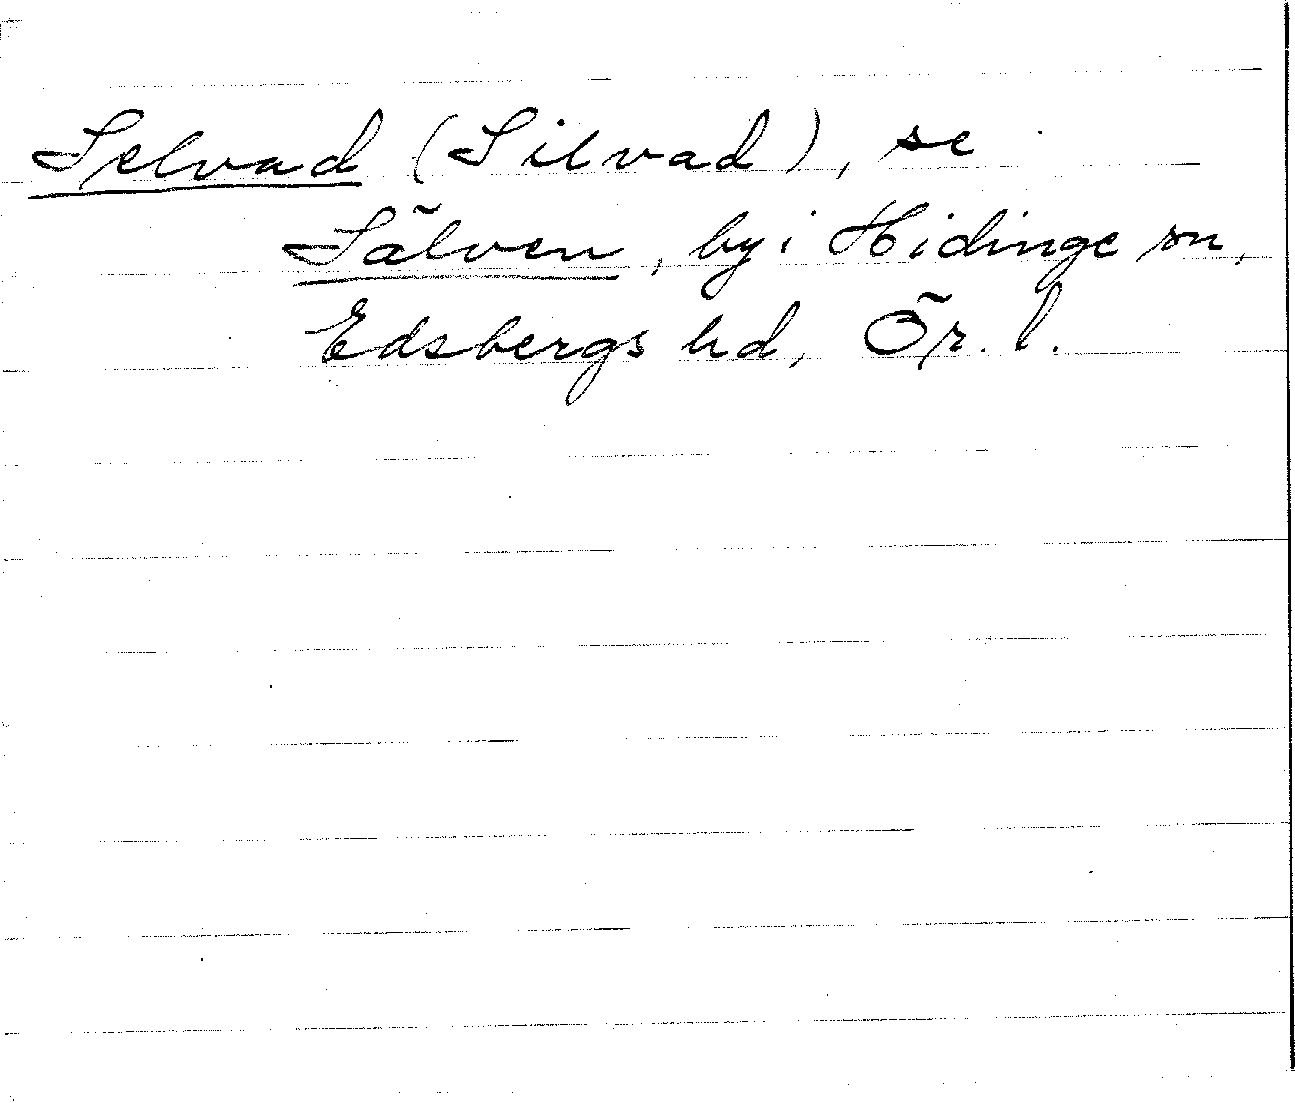 Selvad (Silvad), se
Sälven, by i Hidinge sn,
Edsbergs hd, Ör. l.